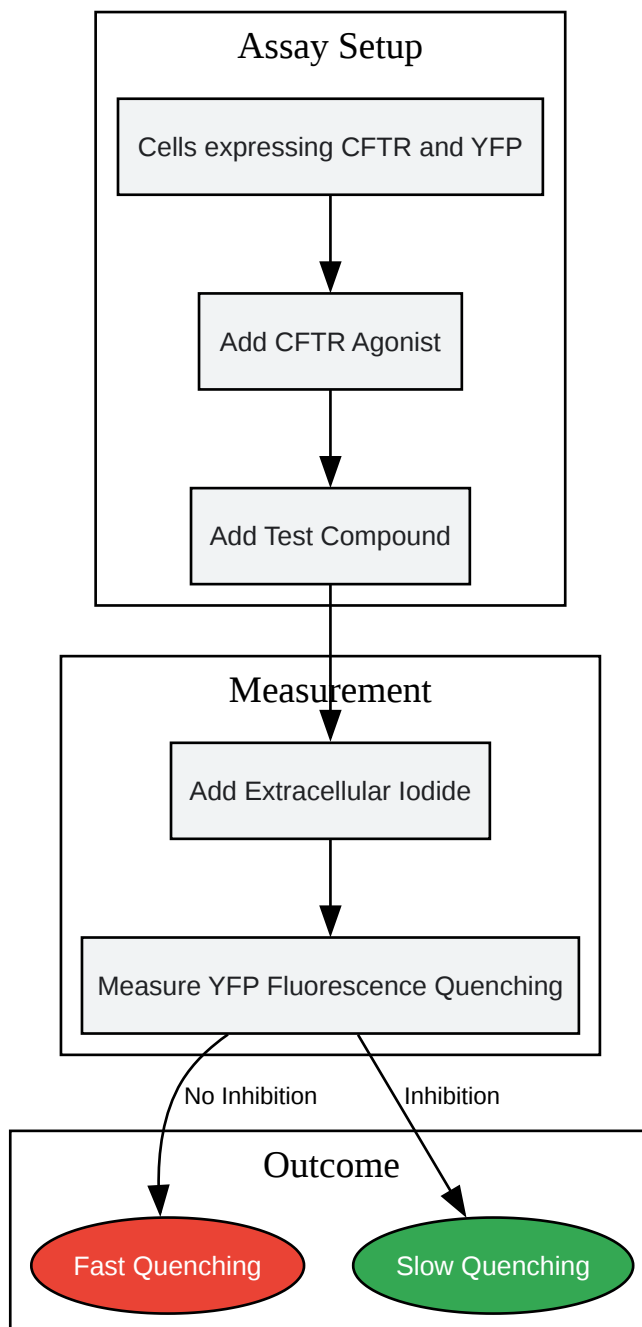 Assay Setup
Cells expressing CFTR and YFP
Add CFTR Agonist
Add Test Compound
Measurement
Add Extracellular Iodide
Measure YFP Fluorescence Quenching
No Inhibition
Inhibition
Outcome
Fast Quenching
Slow Quenching